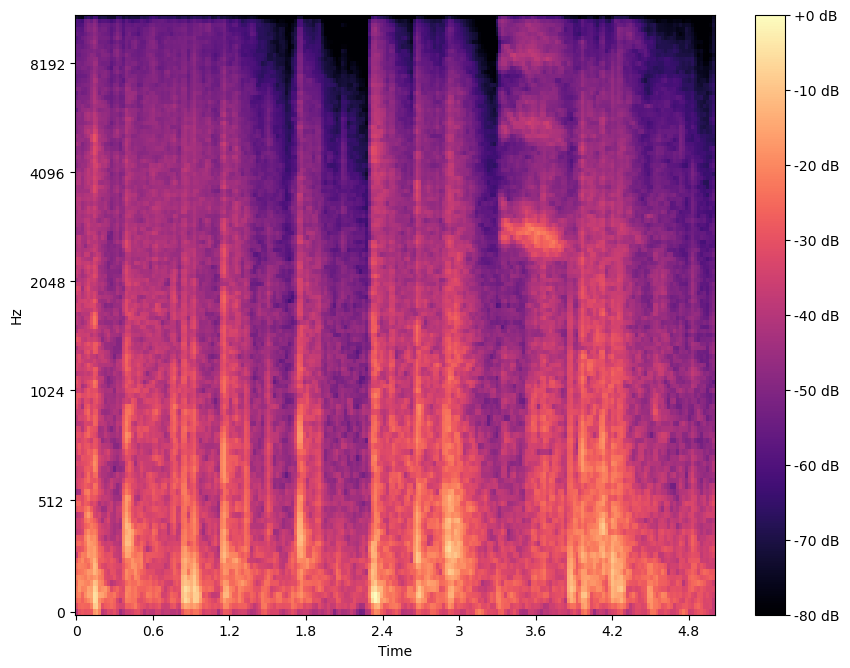 +0 dB
8192
-10 dB
4096
-20 dB
-30 dB
2048
Hz
-40 dB
1024
-50 dB
512
-60 dB
-70 dB
0
-80 dB
0 0.6 1.2 1.8 2.4 3 3.6 4.2 4.8
Time